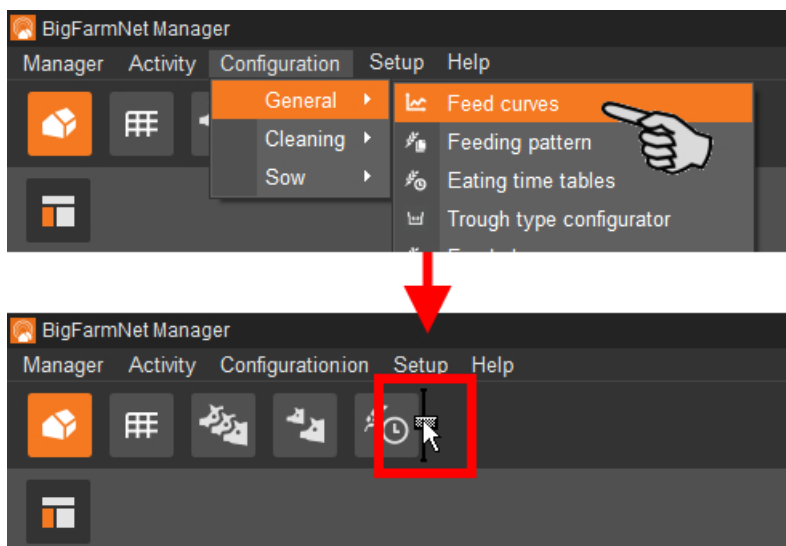 BigFarmNet Manager
Manager Activity Configuration Setup Help
General
Feed curves
Cleaning
Feeding pattern
Sow
Eating time tables
Trough type configurator
BigFarmNet Manager
Manager Activity Configurationion Setup Help